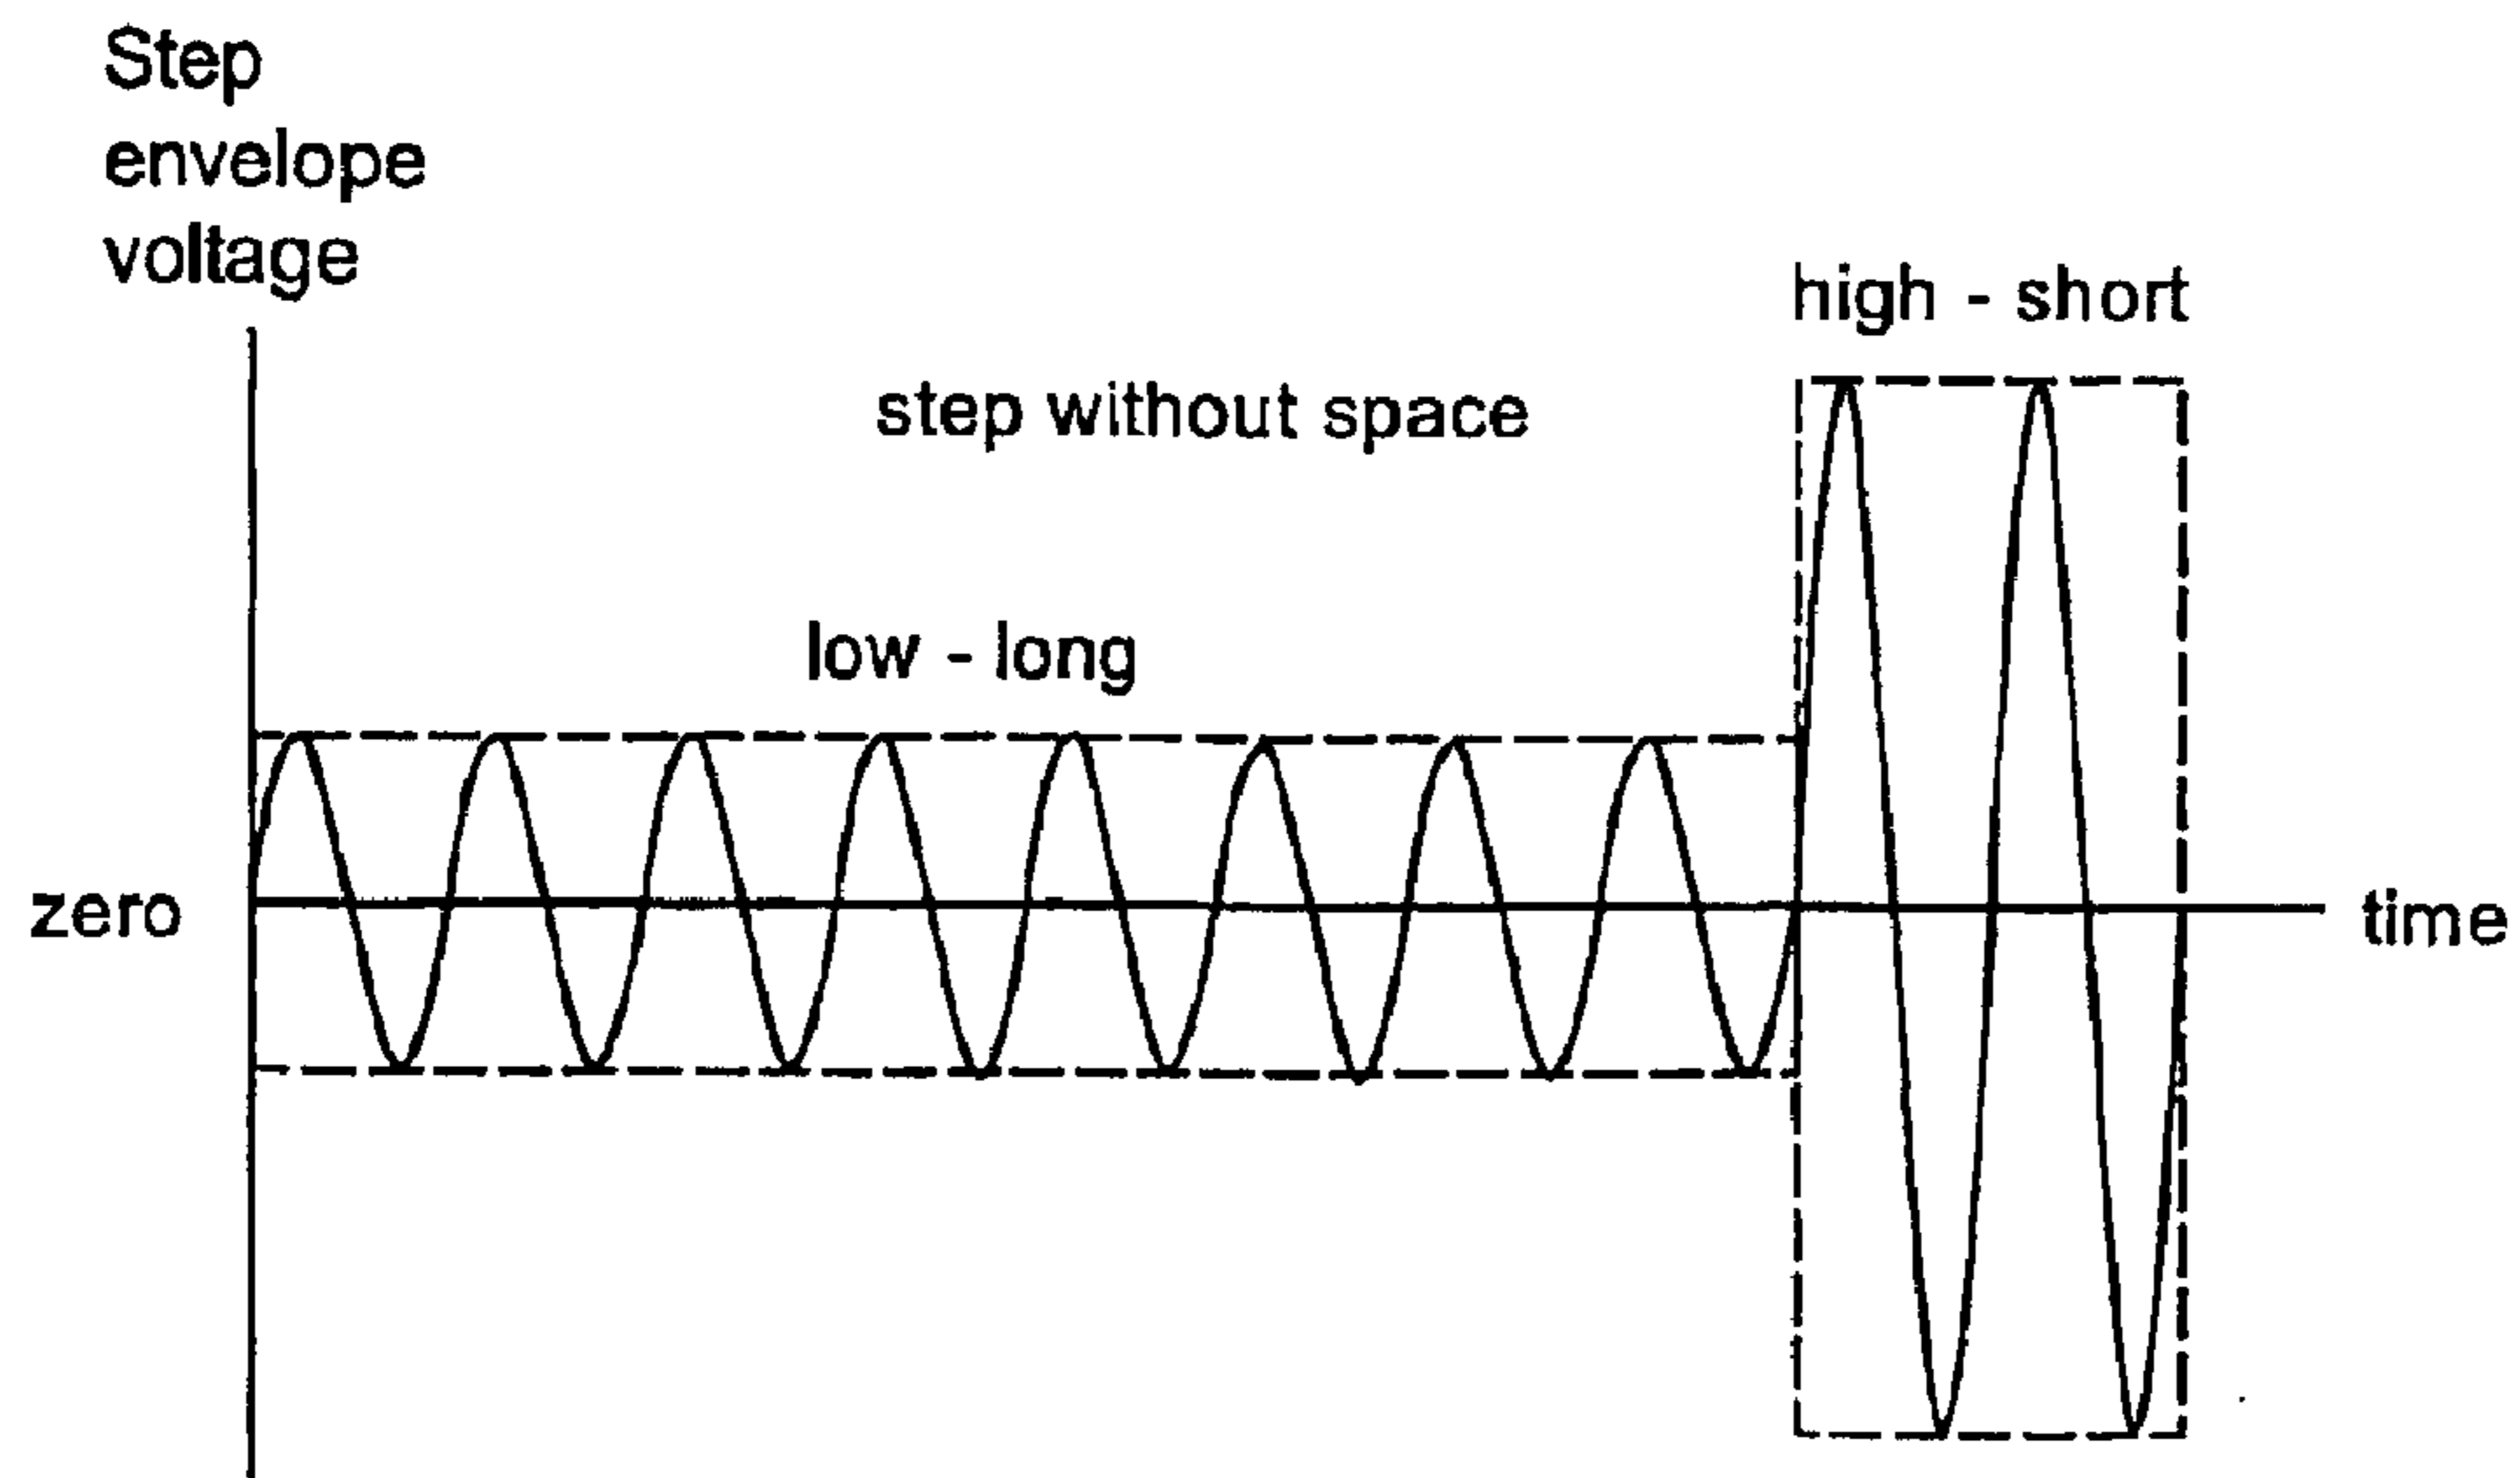 Step
envelope
voltage
high - short
step without space
low - long
zero
time